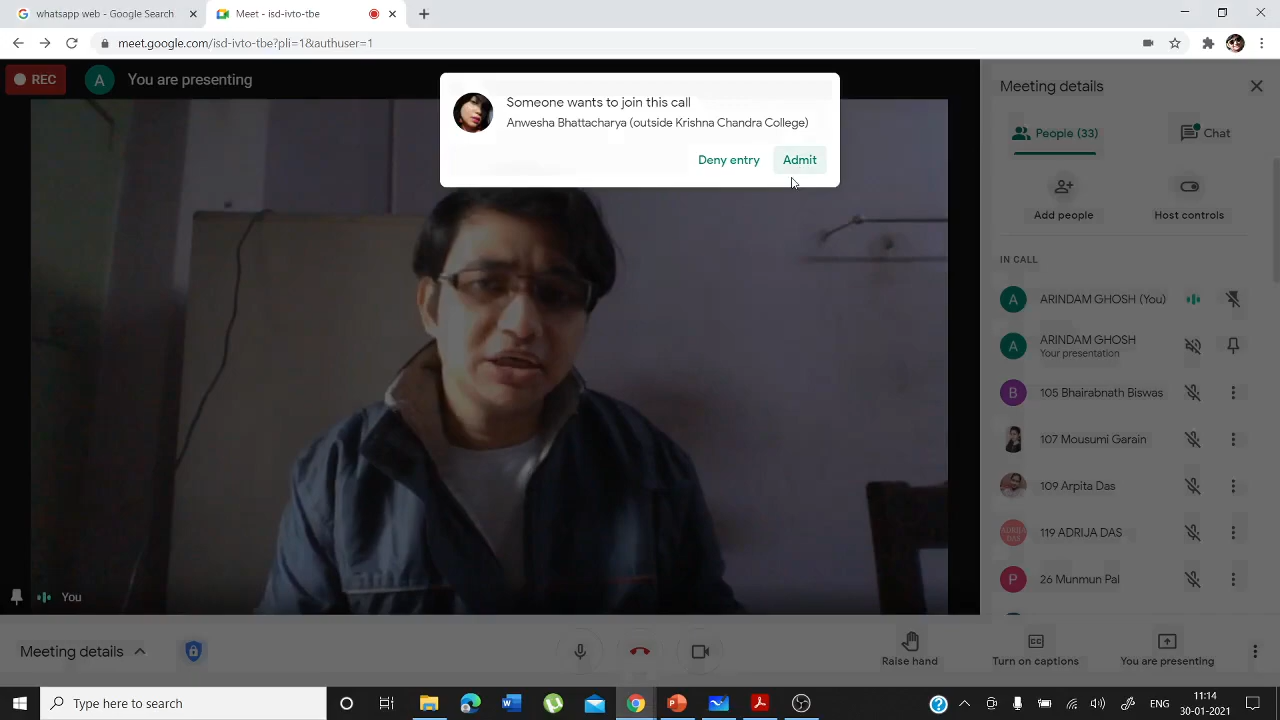 whatsapp web - Google Search
Meet - isd-ivto-tbe
meet.google.com/isd-ivto-tbe?pli=1&authuser=1
REC
A
You are presenting
Someone wants to join this call
Anwesha Bhattacharya (outside Krishna Chandra College)
Deny entry
Admit
Meeting details
People (33)
Chat
Add people
Host controls
IN CALL
A
ARINDAM GHOSH (You)
A
ARINDAM GHOSH
Your presentation
B
105 Bhairabnath Biswas
107 Mousumi Garain
109 Arpita Das
ADRIJA
DAS
119 ADRIJA DAS
P
26 Munmun Pal
You
Meeting details
Raise hand
CC
Turn on captions
You are presenting
Type here to search
ENG
11:14
30-01-2021